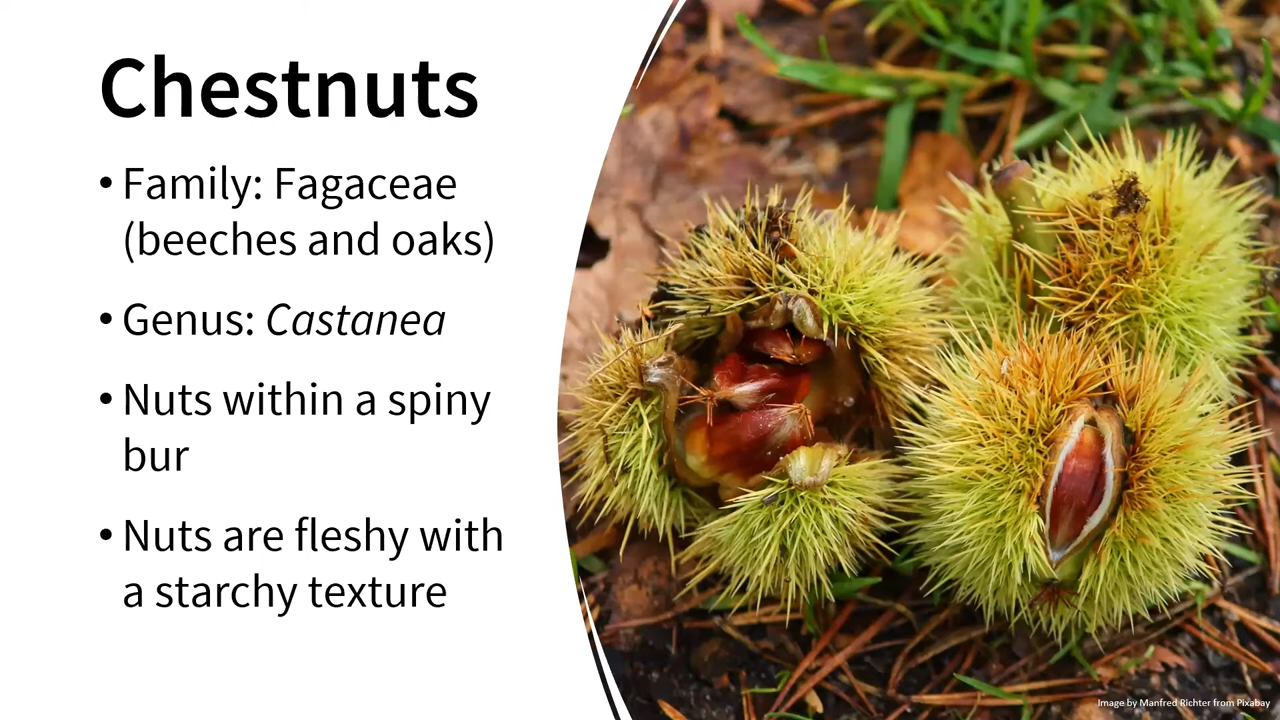 Chestnuts
• Family: Fagaceae
(beeches and oaks)
• Genus: Castanea
• Nuts within a spiny
bur
• Nuts are fleshy with
a starchy texture
Image by Manfred Richter from Pixabay